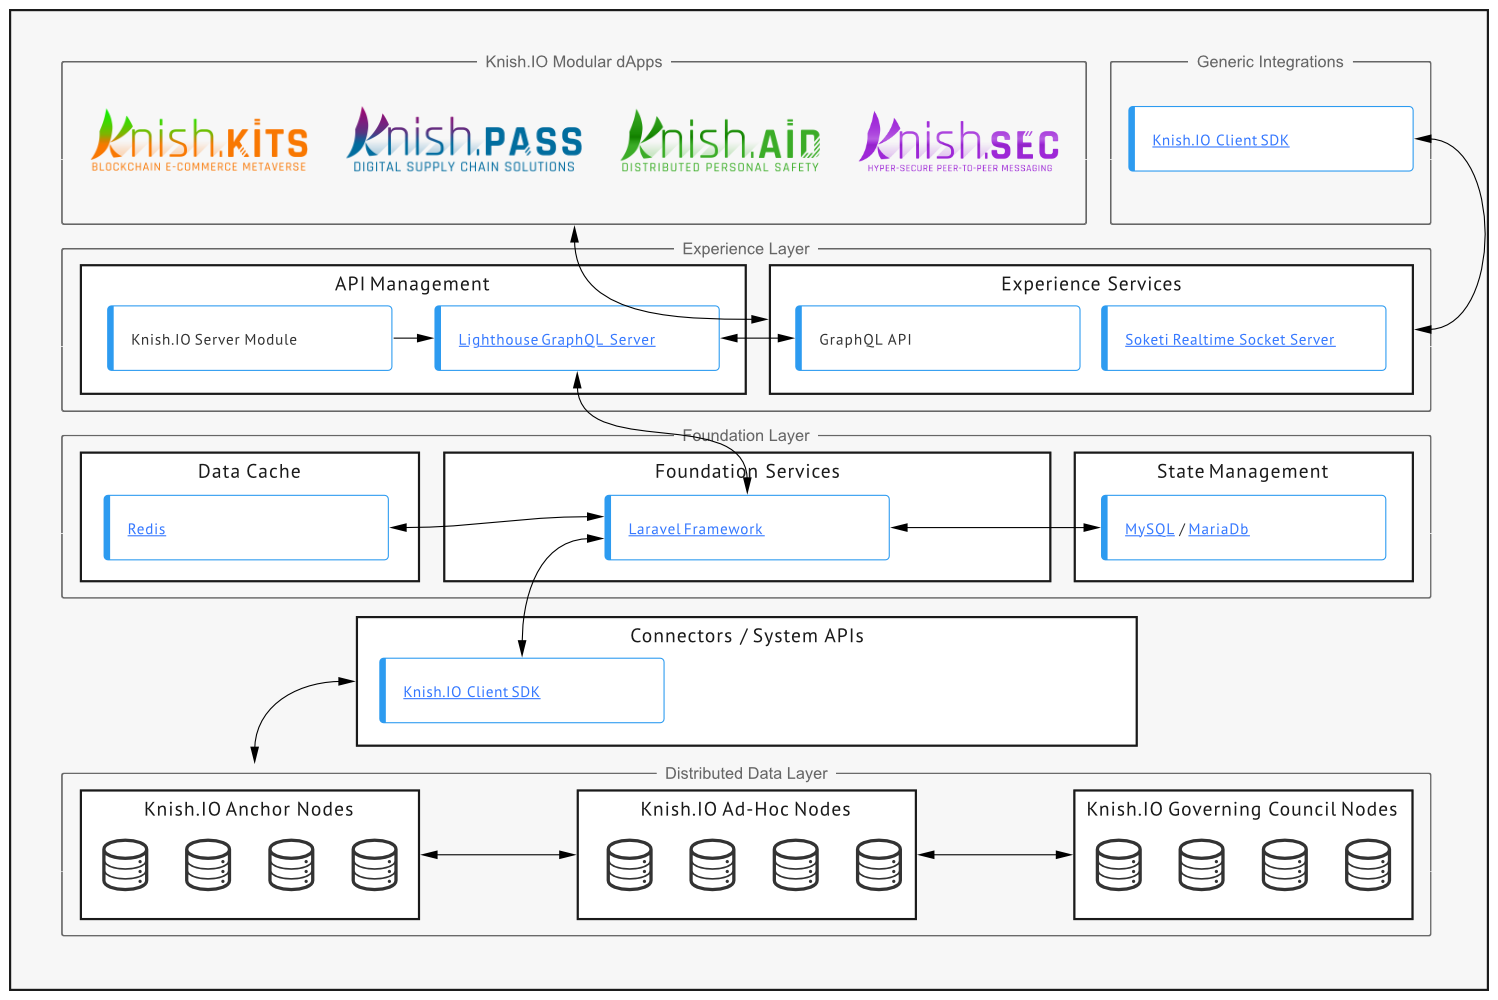 Knish.IO Modular dApps
Generic Integrations
Knish.KITS
BLOCKCHAIN E-COMMERCE METAVERSE
Knish.PASS
DIGITAL SUPPLY CHAIN SOLUTIONS
Knish.AID
DISTRIBUTED PERSONAL SAFETY
Knish.SEC
HYPER-SECURE PEER-TO-PEER MESSAGING
Knish.IO Client SDK
Experience Layer
API Management
Knish.IO Server Module
Lighthouse GraphQL Server
Experience Services
GraphQL API
Soketi Realtime Socket Server
Foundation Layer
Data Cache
Redis
Foundation Services
Laravel Framework
State Management
MySQL / MariaDb
Connectors / System APIs
Knish.IO Client SDK
Distributed Data Layer
Knish.IO Anchor Nodes
Knish.IO Ad-Hoc Nodes
Knish.IO Governing Council Nodes